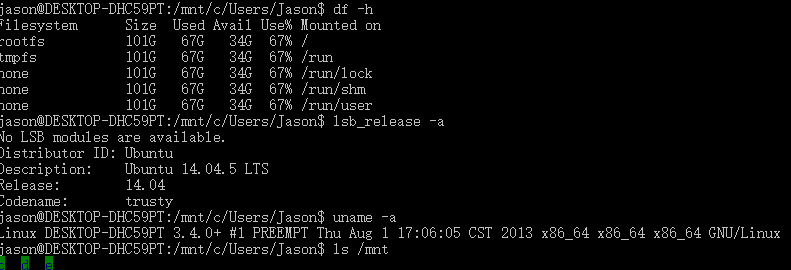 jason@DESKTOP-DHC59PT:/mnt/c/Users/Jason$ df -h
Filesystem      Size  Used Avail Use% Mounted on
rootfs          101G   67G   34G  67% /
tmpfs           101G   67G   34G  67% /run
none            101G   67G   34G  67% /run/lock
none            101G   67G   34G  67% /run/shm
none            101G   67G   34G  67% /run/user
jason@DESKTOP-DHC59PT:/mnt/c/Users/Jason$ lsb_release -a
No LSB modules are available.
Distributor ID: Ubuntu
Description:    Ubuntu 14.04.5 LTS
Release:        14.04
Codename:       trusty
jason@DESKTOP-DHC59PT:/mnt/c/Users/Jason$ uname -a
Linux DESKTOP-DHC59PT 3.4.0+ #1 PREEMPT Thu Aug 1 17:06:05 CST 2013 x86_64 x86_64 x86_64 GNU/Linux
jason@DESKTOP-DHC59PT:/mnt/c/Users/Jason$ ls /mnt
c  d  e